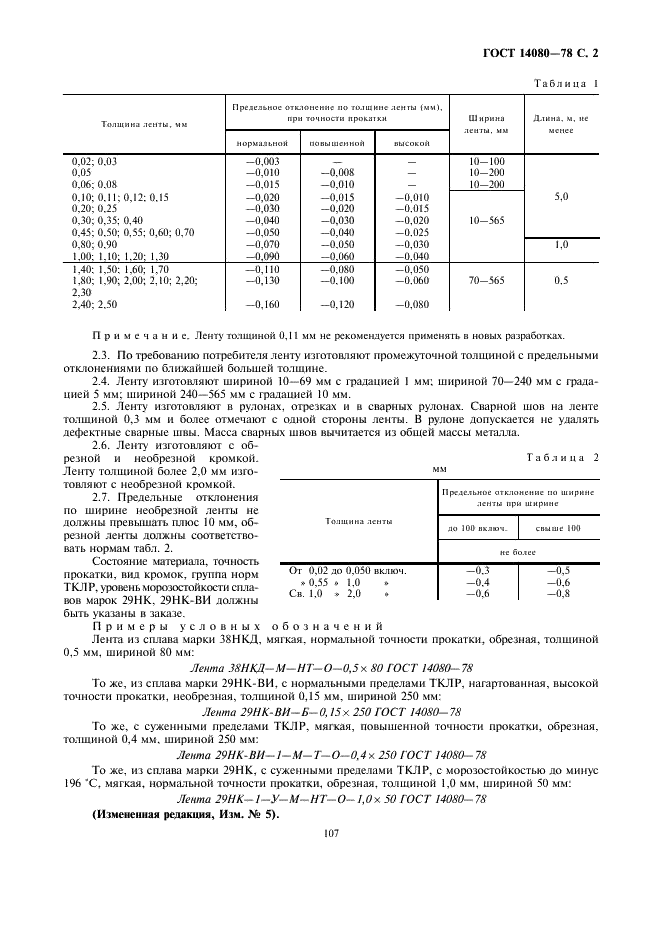 ГОСТ 14080—78 С. 2
Таблица 1
Толщина ленты, мм
Предельное отклонение по толщине ленты (мм),
при точности прокатки
Ширина
ленты, мм
Длина, м, не
менее
нормальной повышенной высокой
0,02; 0,03 —0,003 — — 10—100
0,05 —0,010 —0,008 — 10—200
0,06; 0,08 —0,015 —0,010 — 10—200
0,10; 0,11; 0,12; 0,15 —0,020 —0,015 —0,010 5,0
0,20; 0,25 —0,030 —0,020 —0,015
0,30; 0,35; 0,40 —0,040 —0,030 —0,020 10—565
0,45; 0,50; 0,55; 0,60; 0,70 —0,050 —0,040 —0,025
0,80; 0,90 —0,070 —0,050 —0,030 1,0
1,00; 1,10; 1,20; 1,30 —0,090 —0,060 —0,040
1,40; 1,50; 1,60; 1,70 —0,110 —0,080 —0,050
1,80; 1,90; 2,00; 2,10; 2,20; —0,130 —0,100 —0,060 70—565 0,5
2,30
2,40; 2,50 —0,160 —0,120 —0,080
Примечание. Ленту толщиной 0,11 мм не рекомендуется применять в новых разработках.
2.3. По требованию потребителя ленту изготовляют промежуточной толщиной с предельными
отклонениями по ближайшей большей толщине.
2.4. Ленту изготовляют шириной 10—69 мм с градацией 1 мм; шириной 70—240 мм с града-
цией 5 мм; шириной 240—565 мм с градацией 10 мм.
2.5. Ленту изготовляют в рулонах, отрезках и в сварных рулонах. Сварной шов на ленте
толщиной 0,3 мм и более отмечают с одной стороны ленты. В рулоне допускается не удалять
дефектные сварные швы. Масса сварных швов вычитается из общей массы металла.
2.6. Ленту изготовляют с об-
резной и необрезной кромкой.
Ленту толщиной более 2,0 мм изго-
товляют с необрезной кромкой.
2.7. Предельные отклонения
по ширине необрезной ленты не
должны превышать плюс 10 мм, об-
резной ленты должны соответство-
вать нормам табл. 2.
Состояние материала, точность
прокатки, вид кромок, группа норм
ТКЛР, уровень морозостойкости спла-
вов марок 29НК, 29НК-ВИ должны
быть указаны в заказе.
Таблица 2
мм
Толщина ленты
Предельное отклонение по ширине
ленты при ширине
до 100 включ. свыше 100
не более
От 0,02 до 0,050 включ. —0,3 —0,5
» 0,55 » 1,0 » —0,4 —0,6
Св. 1,0 » 2,0 » —0,6 —0,8
Примеры условных обозначений
Лента из сплава марки 38НКД, мягкая, нормальной точности прокатки, обрезная, толщиной
0,5 мм, шириной 80 мм:
Лента 38НКД—М—НТ—О—0,5× 80 ГОСТ 14080—78
То же, из сплава марки 29НК-ВИ, с нормальными пределами ТКЛР, нагартованная, высокой
точности прокатки, необрезная, толщиной 0,15 мм, шириной 250 мм:
Лента 29НК-ВИ—Б—0,15× 250 ГОСТ 14080—78
То же, с суженными пределами ТКЛР, мягкая, повышенной точности прокатки, обрезная,
толщиной 0,4 мм, шириной 250 мм:
Лента 29НК-ВИ—1—М—Т—О—0,4× 250 ГОСТ 14080—78
То же, из сплава марки 29НК, с суженными пределами ТКЛР, с морозостойкостью до минус
196 °С, мягкая, нормальной точности прокатки, обрезная, толщиной 1,0 мм, шириной 50 мм:
Лента 29НК—1—У—М—НТ—О—1,0× 50 ГОСТ 14080—78
(Измененная редакция, Изм. № 5).
107